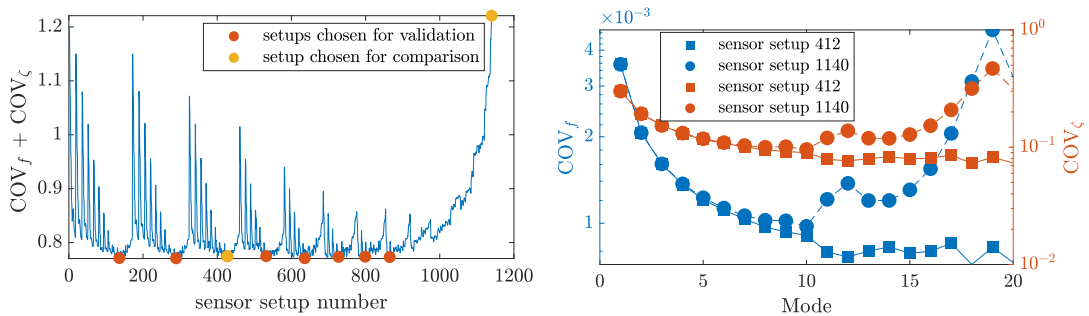 1.2
1.1
1
0.9
0.8
COV_f + COV_ζ
0 200 400 600 800 1000 1200
sensor setup number
setups chosen for validation
setup chosen for comparison
×10⁻³
4
3
2
1
COV_f
0 5 10 15 20
Mode
10⁰
10⁻¹
10⁻²
COV_ζ
sensor setup 412
sensor setup 1140
sensor setup 412
sensor setup 1140